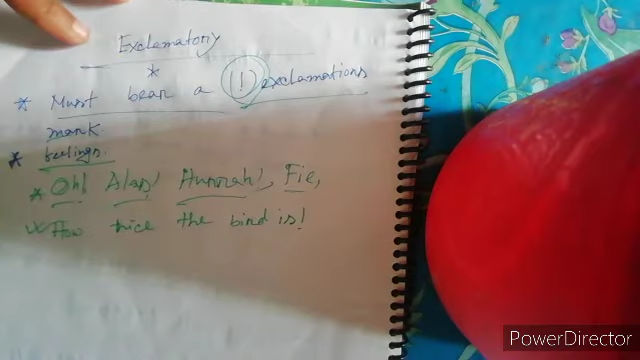 Exclamatory
*
* Must bear a (!) exclamations
mark.
* feelings.
* Oh! Alas! Hurrah!, Fie,
* How nice the bird is!
PowerDirector